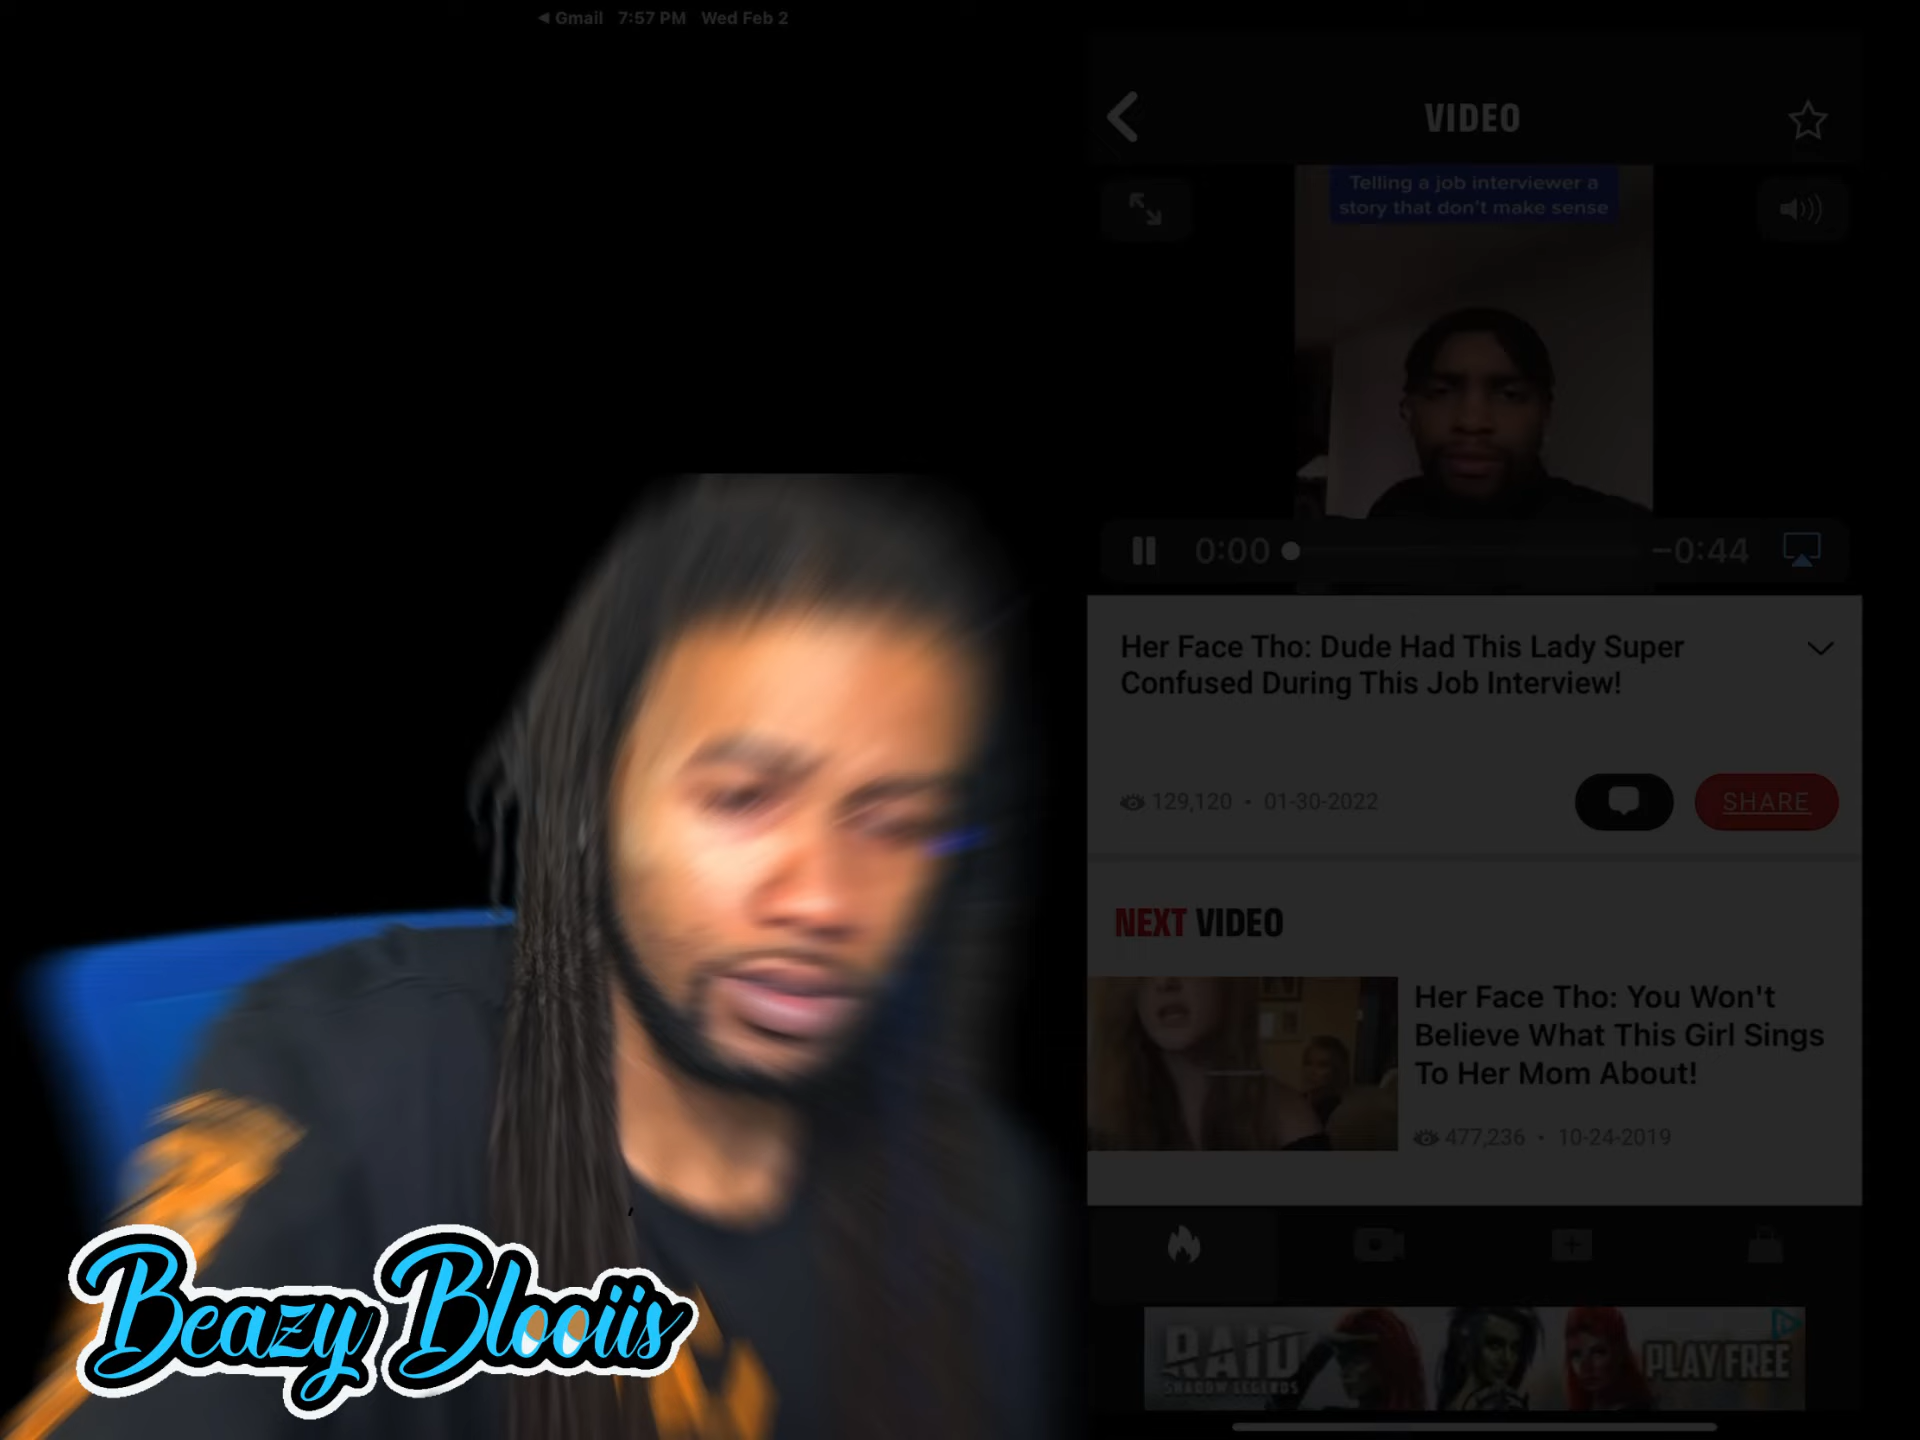 ◀ Gmail 7:57 PM Wed Feb 2
VIDEO
Telling a job interviewer a
story that don't make sense
0:00
−0:44
Her Face Tho: Dude Had This Lady Super
Confused During This Job Interview!
129,120 • 01-30-2022
SHARE
NEXT VIDEO
Her Face Tho: You Won't
Believe What This Girl Sings
To Her Mom About!
477,236 • 10-24-2019
Beazy Blooiis
RAID
SHADOW LEGENDS
PLAY FREE